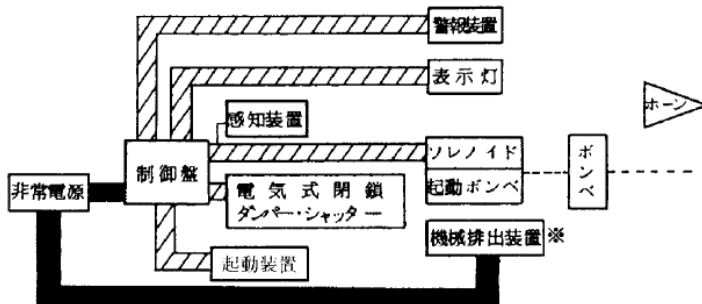 警報装置
表示灯
ホーン
感知装置
ソレノイド
ボンベ
制御盤
起動ボンベ
非常電源
電気式閉鎖
ダンパー・シャッター
機械排出装置※
起動装置